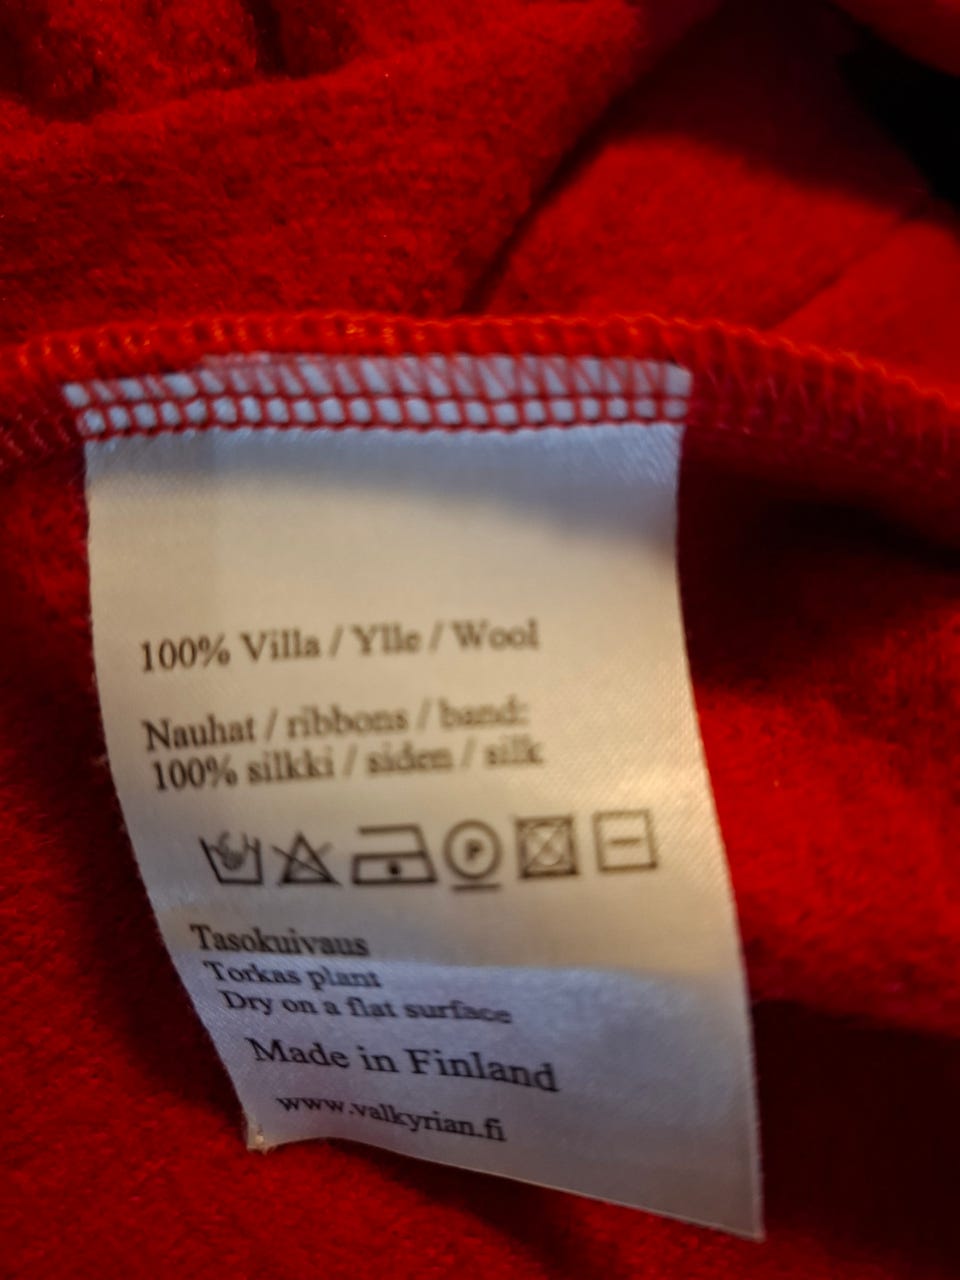 100% Villa / Ylle / Wool
Nauhat / ribbons / band:
100% silkki / siden / silk
P
Tasokuivaus
Torkas plant
Dry on a flat surface
Made in Finland
www.valkyrian.fi